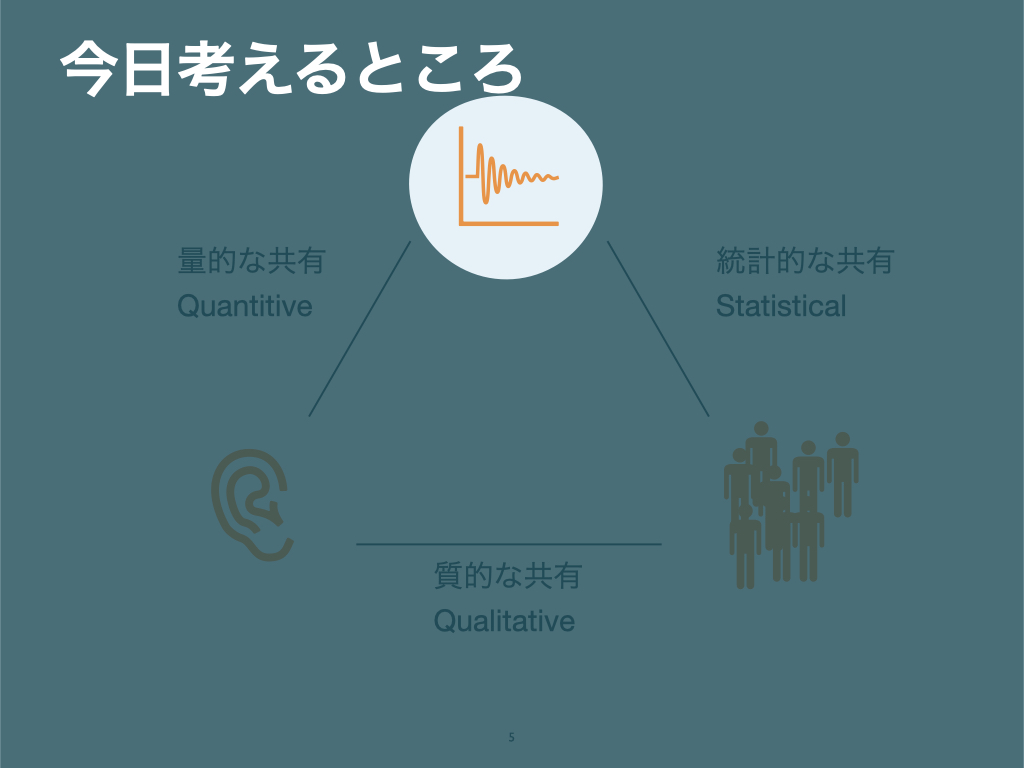 今日考えるところ
量的な共有
Quantitive
統計的な共有
Statistical
質的な共有
Qualitative
5